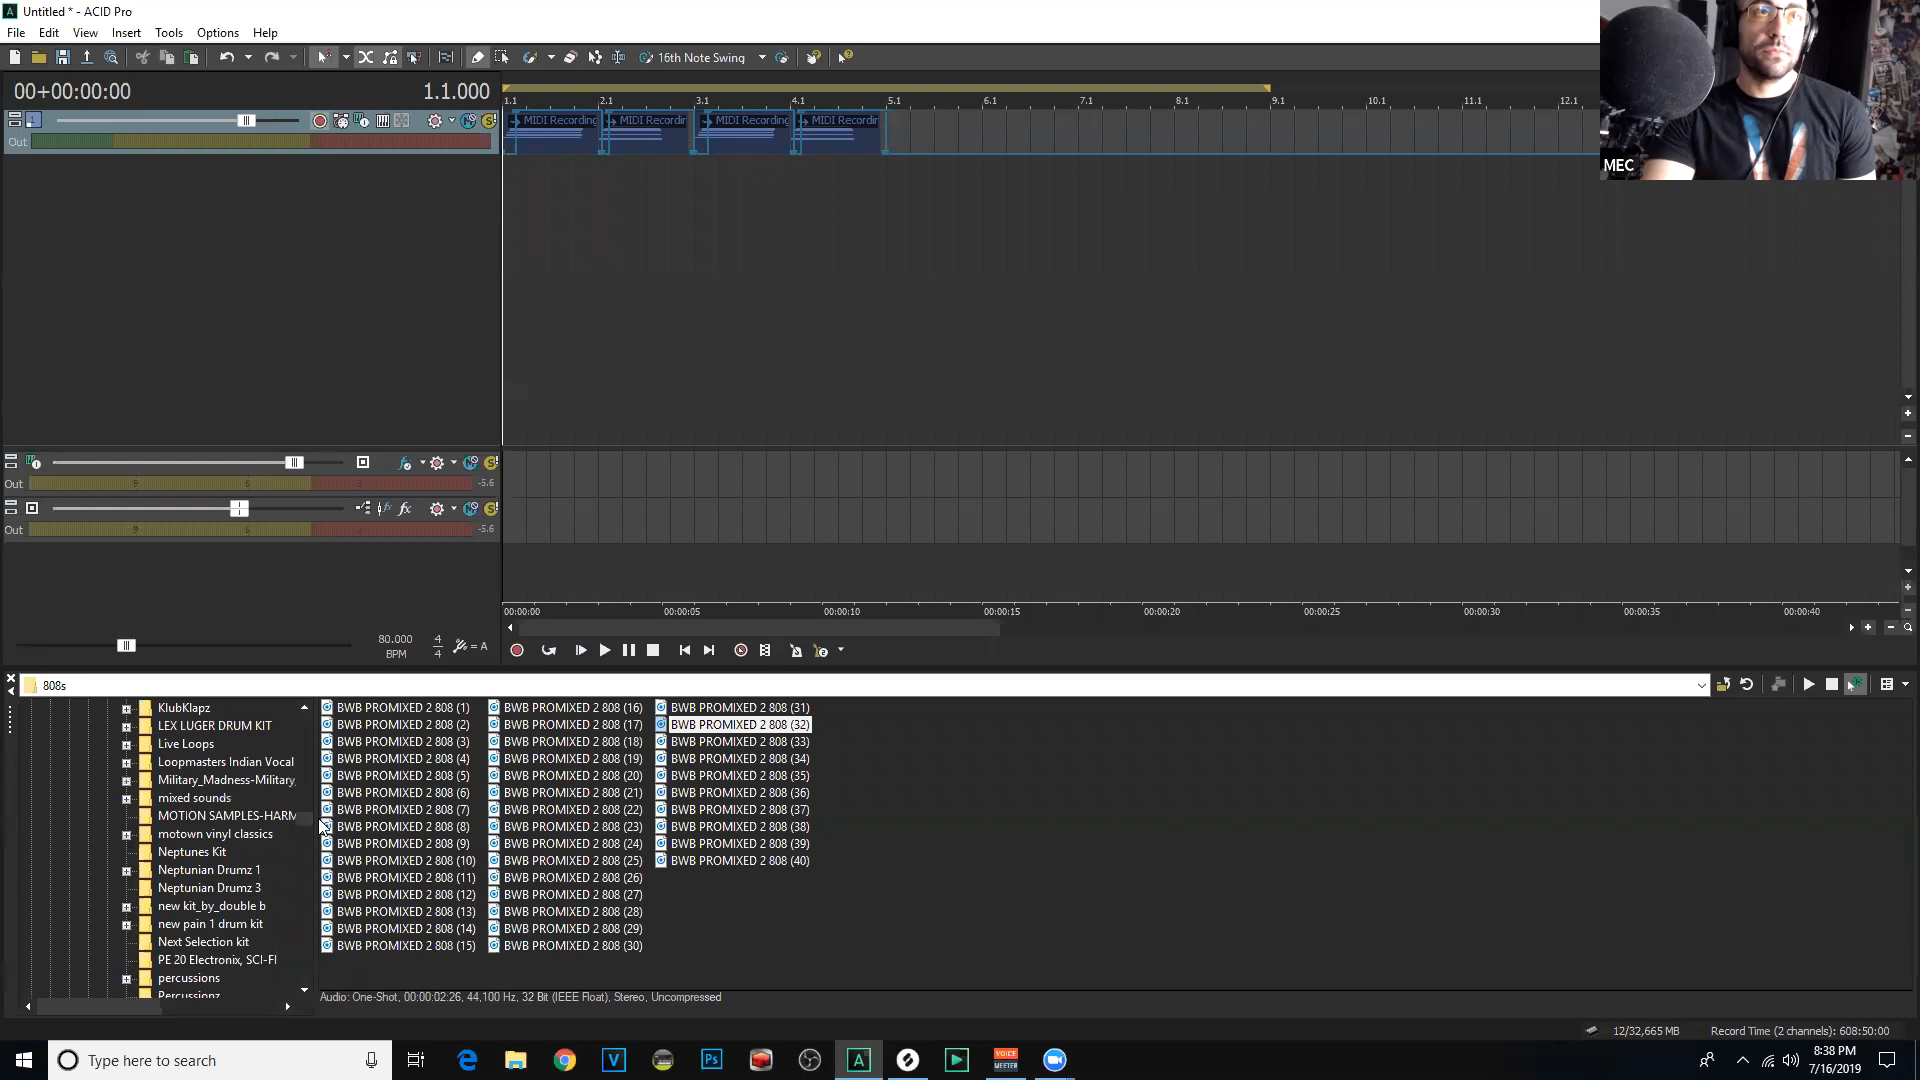 Untitled * - ACID Pro
File Edit View Insert Tools Options Help
16th Note Swing
00+00:00:00 1.1.000
1.1 2.1 3.1 4.1 5.1 6.1 7.1 8.1 9.1 10.1 11.1 12.1
1
MIDI Recording MIDI Recordin MIDI Recording MIDI Recordin
Out
MEC
Out 9 6 3 -5.6
Out 9 6 3 -5.6
00:00:00 00:00:05 00:00:10 00:00:15 00:00:20 00:00:25 00:00:30 00:00:35 00:00:40
80.000 BPM 4/4 = A
808s
KlubKlapz
LEX LUGER DRUM KIT
Live Loops
Loopmasters Indian Vocal
Military_Madness-Military,
mixed sounds
MOTION SAMPLES-HARM
motown vinyl classics
Neptunes Kit
Neptunian Drumz 1
Neptunian Drumz 3
new kit_by_double b
new pain 1 drum kit
Next Selection kit
PE 20 Electronix, SCI-FI
percussions
Percussionz
BWB PROMIXED 2 808 (1)
BWB PROMIXED 2 808 (2)
BWB PROMIXED 2 808 (3)
BWB PROMIXED 2 808 (4)
BWB PROMIXED 2 808 (5)
BWB PROMIXED 2 808 (6)
BWB PROMIXED 2 808 (7)
BWB PROMIXED 2 808 (8)
BWB PROMIXED 2 808 (9)
BWB PROMIXED 2 808 (10)
BWB PROMIXED 2 808 (11)
BWB PROMIXED 2 808 (12)
BWB PROMIXED 2 808 (13)
BWB PROMIXED 2 808 (14)
BWB PROMIXED 2 808 (15)
BWB PROMIXED 2 808 (16)
BWB PROMIXED 2 808 (17)
BWB PROMIXED 2 808 (18)
BWB PROMIXED 2 808 (19)
BWB PROMIXED 2 808 (20)
BWB PROMIXED 2 808 (21)
BWB PROMIXED 2 808 (22)
BWB PROMIXED 2 808 (23)
BWB PROMIXED 2 808 (24)
BWB PROMIXED 2 808 (25)
BWB PROMIXED 2 808 (26)
BWB PROMIXED 2 808 (27)
BWB PROMIXED 2 808 (28)
BWB PROMIXED 2 808 (29)
BWB PROMIXED 2 808 (30)
BWB PROMIXED 2 808 (31)
BWB PROMIXED 2 808 (32)
BWB PROMIXED 2 808 (33)
BWB PROMIXED 2 808 (34)
BWB PROMIXED 2 808 (35)
BWB PROMIXED 2 808 (36)
BWB PROMIXED 2 808 (37)
BWB PROMIXED 2 808 (38)
BWB PROMIXED 2 808 (39)
BWB PROMIXED 2 808 (40)
Audio: One-Shot, 00:00:02:26, 44,100 Hz, 32 Bit (IEEE Float), Stereo, Uncompressed
12/32,665 MB Record Time (2 channels): 608:50:00
Type here to search
VOICE MEETER
8:38 PM
7/16/2019